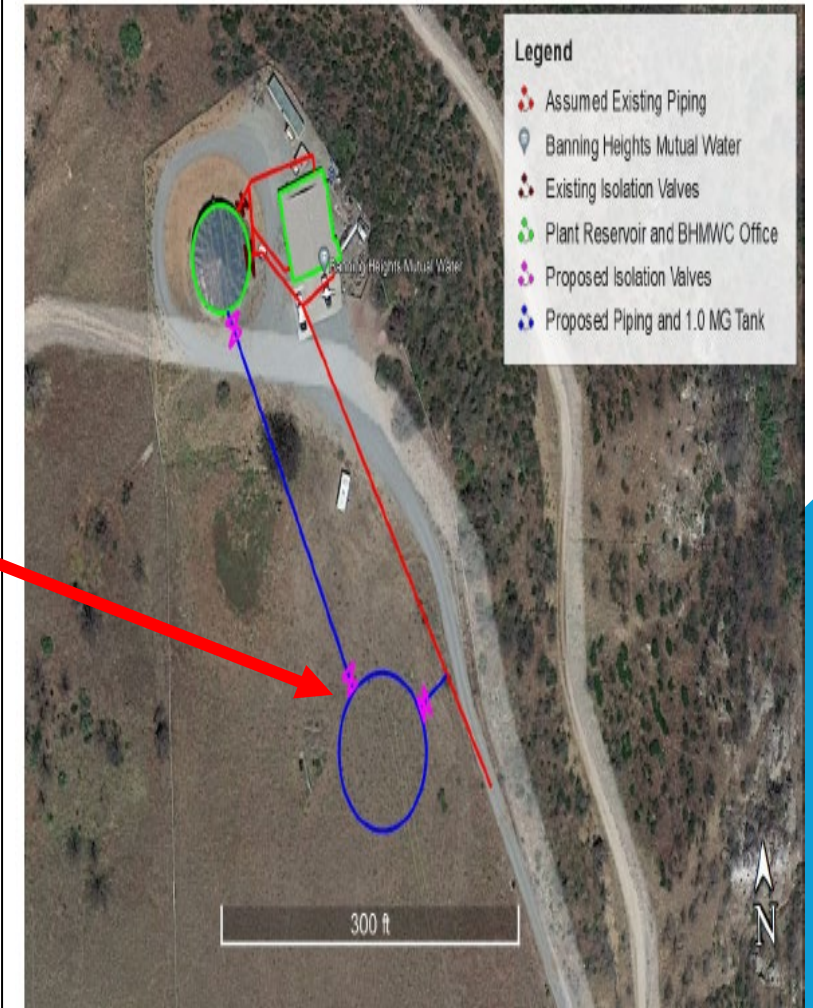 Legend
Assumed Existing Piping
Banning Heights Mutual Water
Existing Isolation Valves
Plant Reservoir and BHMWC Office
Proposed Isolation Valves
Proposed Piping and 1.0 MG Tank
Banning Heights Mutual Water
300 ft
N